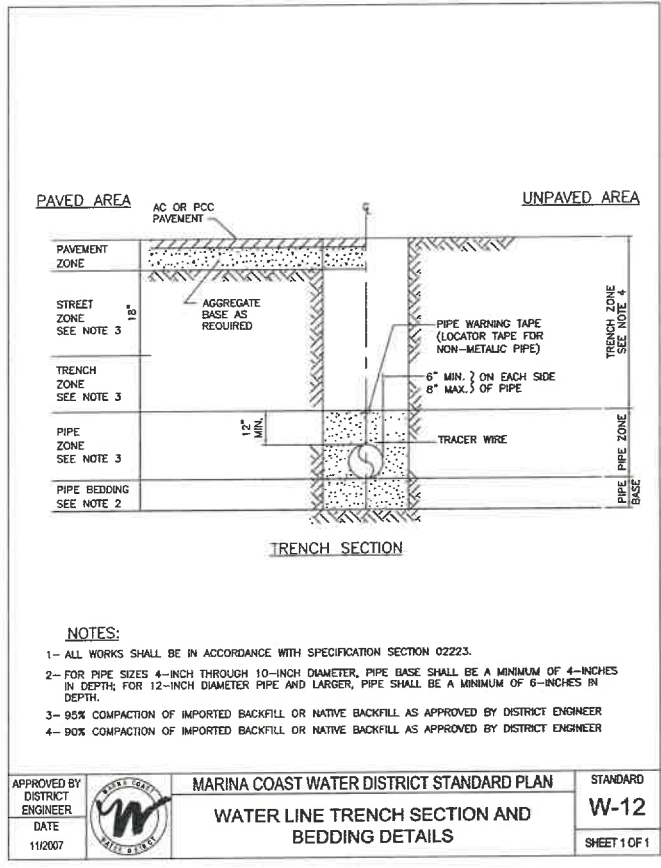 PAVED AREA
UNPAVED AREA
AC OR PCC
PAVEMENT
℄
PAVEMENT
ZONE
AGGREGATE
BASE AS
REQUIRED
STREET
ZONE
SEE NOTE 3
18"
TRENCH ZONE
SEE NOTE 4
PIPE WARNING TAPE
(LOCATOR TAPE FOR
NON-METALIC PIPE)
TRENCH
ZONE
SEE NOTE 3
6" MIN. } ON EACH SIDE
8" MAX. } OF PIPE
PIPE
ZONE
SEE NOTE 3
12"
MIN.
TRACER WIRE
PIPE ZONE
PIPE BEDDING
SEE NOTE 2
PIPE
BASE
TRENCH SECTION
NOTES:
1- ALL WORKS SHALL BE IN ACCORDANCE WITH SPECIFICATION SECTION 02223.
2- FOR PIPE SIZES 4-INCH THROUGH 10-INCH DIAMETER, PIPE BASE SHALL BE A MINIMUM OF 4-INCHES
IN DEPTH; FOR 12-INCH DIAMETER PIPE AND LARGER, PIPE SHALL BE A MINIMUM OF 6-INCHES IN
DEPTH.
3- 95% COMPACTION OF IMPORTED BACKFILL OR NATIVE BACKFILL AS APPROVED BY DISTRICT ENGINEER
4- 90% COMPACTION OF IMPORTED BACKFILL OR NATIVE BACKFILL AS APPROVED BY DISTRICT ENGINEER
APPROVED BY
DISTRICT
ENGINEER
DATE
11/2007
MARINA COAST
WATER DISTRICT
MARINA COAST WATER DISTRICT STANDARD PLAN
WATER LINE TRENCH SECTION AND
BEDDING DETAILS
STANDARD
W-12
SHEET 1 OF 1